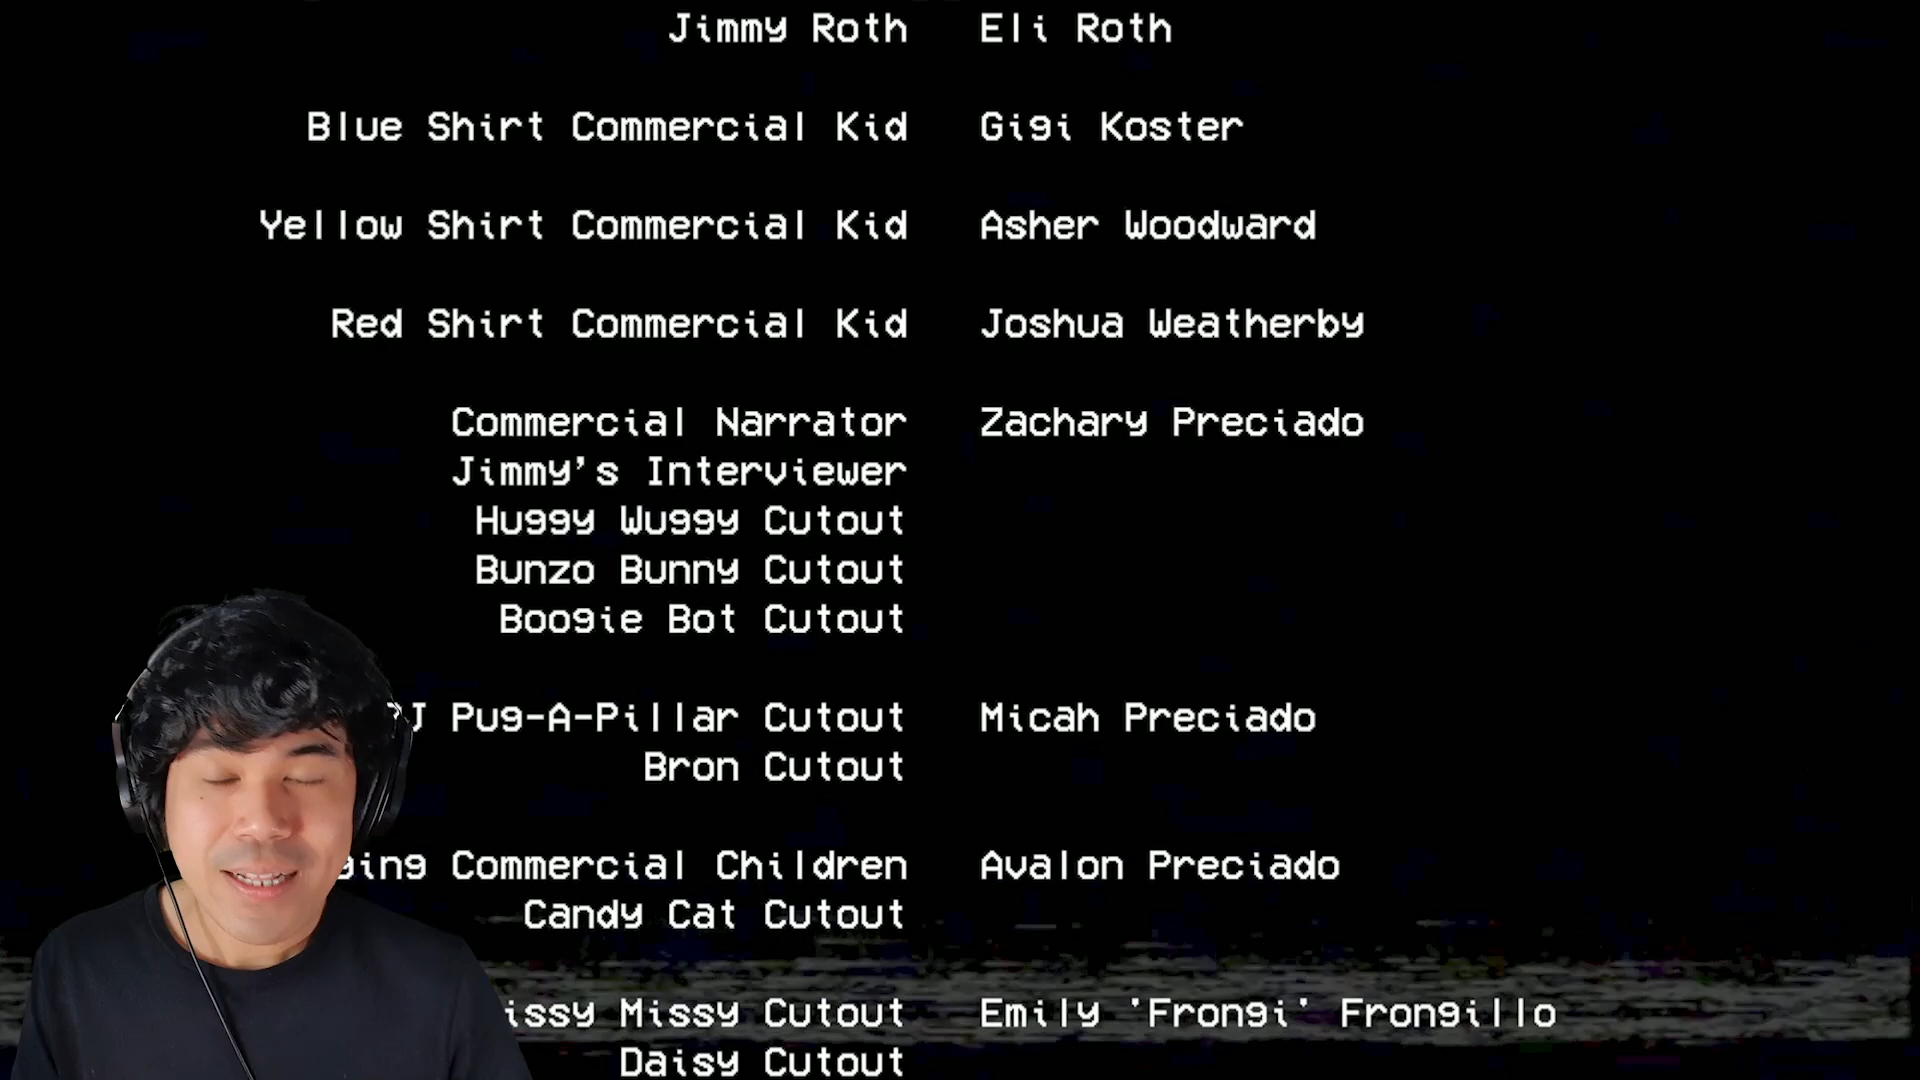 Jimmy Roth Eli Roth
Blue Shirt Commercial Kid Gigi Koster
Yellow Shirt Commercial Kid Asher Woodward
Red Shirt Commercial Kid Joshua Weatherby
Commercial Narrator Zachary Preciado
Jimmy's Interviewer
Huggy Wuggy Cutout
Bunzo Bunny Cutout
Boogie Bot Cutout
Pug-A-Pillar Cutout Micah Preciado
Bron Cutout
Commercial Children Avalon Preciado
Candy Cat Cutout
Missy Cutout Emily 'Frongi' Frongillo
Daisy Cutout